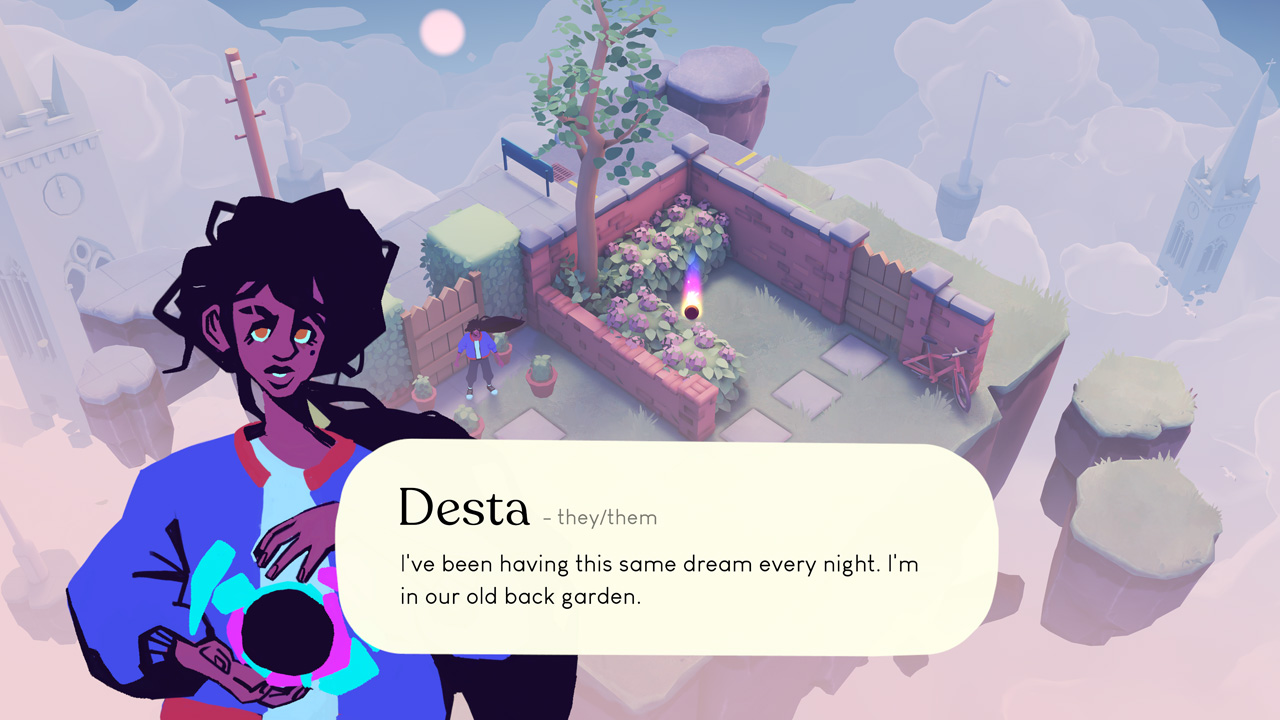 Desta - they/them
I've been having this same dream every night. I'm
in our old back garden.